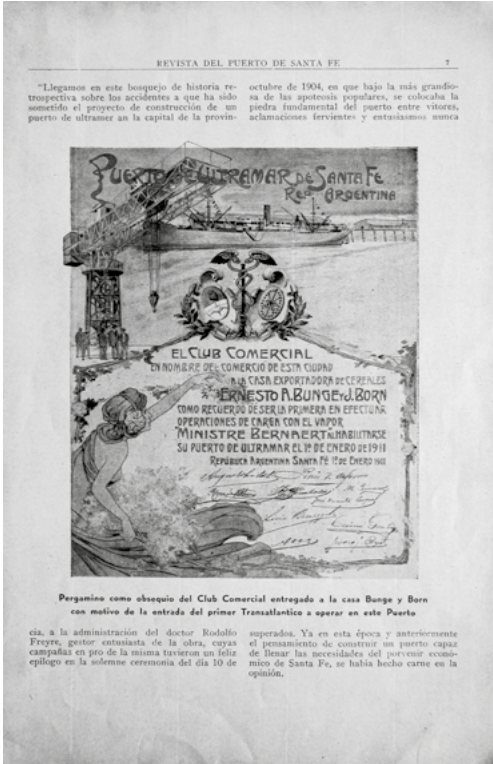 REVISTA DEL PUERTO DE SANTA FE 7
"Llegamos en este bosquejo de historia re-
trospectiva sobre los accidentes a que ha sido
sometido el proyecto de construcción de un
puerto de ultramer an la capital de la provin-
octubre de 1904, en que bajo la más grandio-
sa de las apoteosis populares, se colocaba la
piedra fundamental del puerto entre vitores,
aclamaciones fervientes y entusiasmos nunca
PUERTO DE ULTRAMAR DE SANTA FE
REP. ARGENTINA
EL CLUB COMERCIAL
EN NOMBRE DEL COMERCIO DE ESTA CIUDAD
A LA CASA EXPORTADORA DE CEREALES
ERNESTO A. BUNGE Y J. BORN
COMO RECUERDO DE SER LA PRIMERA EN EFECTUAR
OPERACIONES DE CARGA CON EL VAPOR
"MINISTRE BERNAERT" AL HABILITARSE
SU PUERTO DE ULTRAMAR EL 1º DE ENERO DE 1911
REPÚBLICA ARGENTINA SANTA FÉ 1º DE ENERO
Pergamino como obsequio del Club Comercial entregado a la casa Bunge y Born
con motivo de la entrada del primer Transatlantico a operar en este Puerto
cia, a la administración del doctor Rodolfo
Freyre, gestor entusiasta de la obra, cuyas
campañas en pro de la misma tuvieron un feliz
epílogo en la solemne ceremonia del día 10 de
superados. Ya en esta época y anteriormente
el pensamiento de construir un puerto capaz
de llenar las necesidades del porvenir econó-
mico de Santa Fe, se había hecho carne en la
opinión.